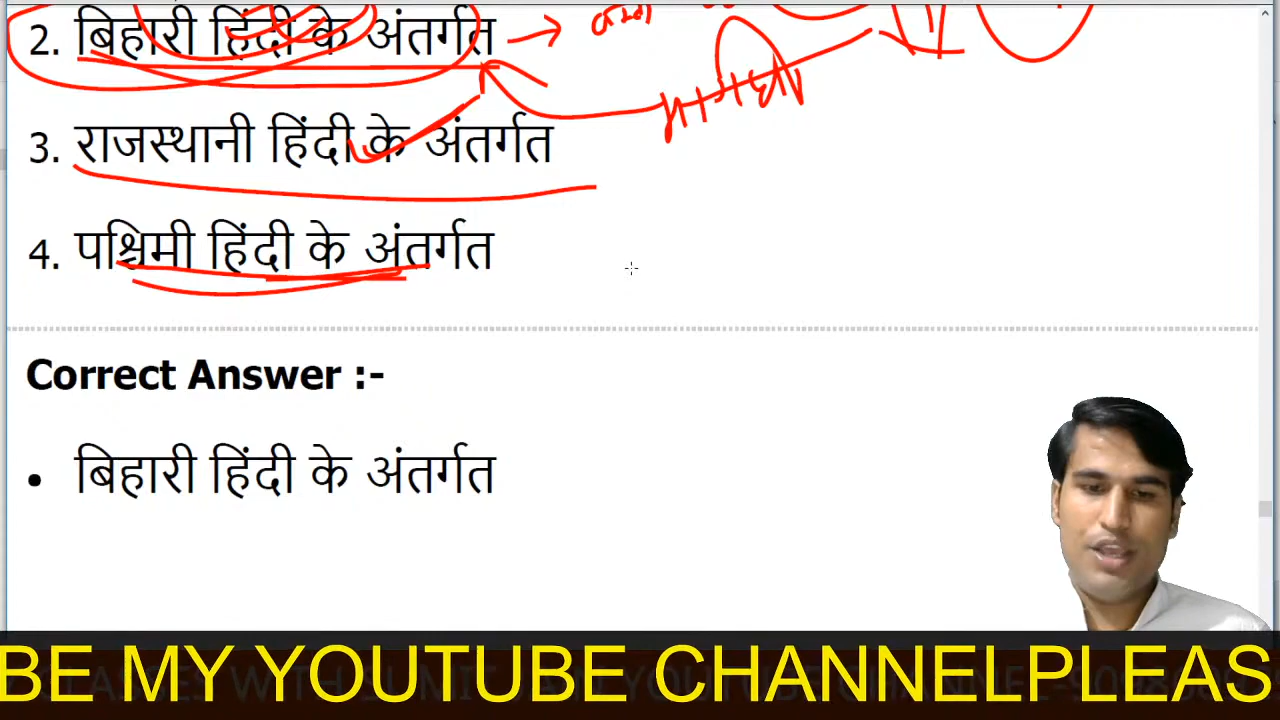 2. बिहारी हिंदी के अंतर्गत
3. राजस्थानी हिंदी के अंतर्गत
4. पश्चिमी हिंदी के अंतर्गत
Correct Answer :-
• बिहारी हिंदी के अंतर्गत
BE MY YOUTUBE CHANNELPLEAS